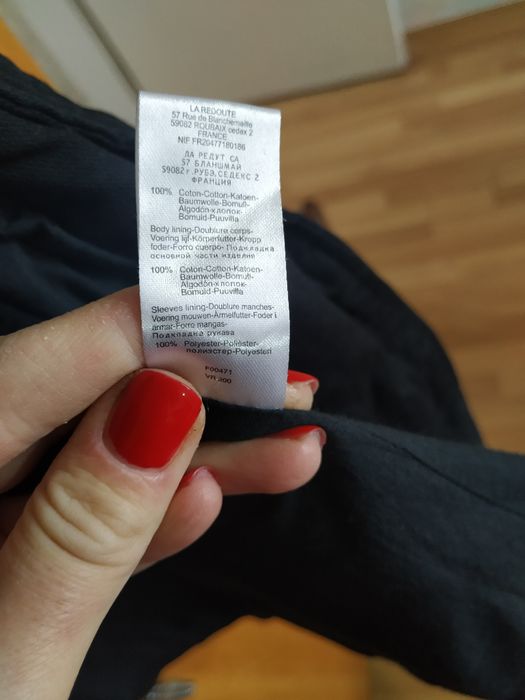 LA REDOUTE
57 Rue de Blanchemaille
59082 ROUBAIX cedex 2
FRANCE
NIF FR20477180186
ЛА РЕДУТ СА
57 БЛАНШМАЙ
59082 г.РУБЭ,СЕДЕКС 2
ФРАНЦИЯ
100% Coton-Cotton-Katoen-
Baumwolle-Bomull-
Algodón-хлопок-
Bomuld-Puuvilla
Body lining-Doublure corps-
Voering lijf-Körperfutter-Kropp
foder-Forro cuerpo-Подкладка
основной части изделия
100% Coton-Cotton-Katoen-
Baumwolle-Bomull-
Algodón-хлопок-
Bomuld-Puuvilla
Sleeves lining-Doublure manches-
Voering mouwen-Ärmelfutter-Foder i
ärmar-Forro mangas-
Подкладка рукава
100% Polyester-Poliéster-
полиэстер-Polyesteri
F00471
VR 200